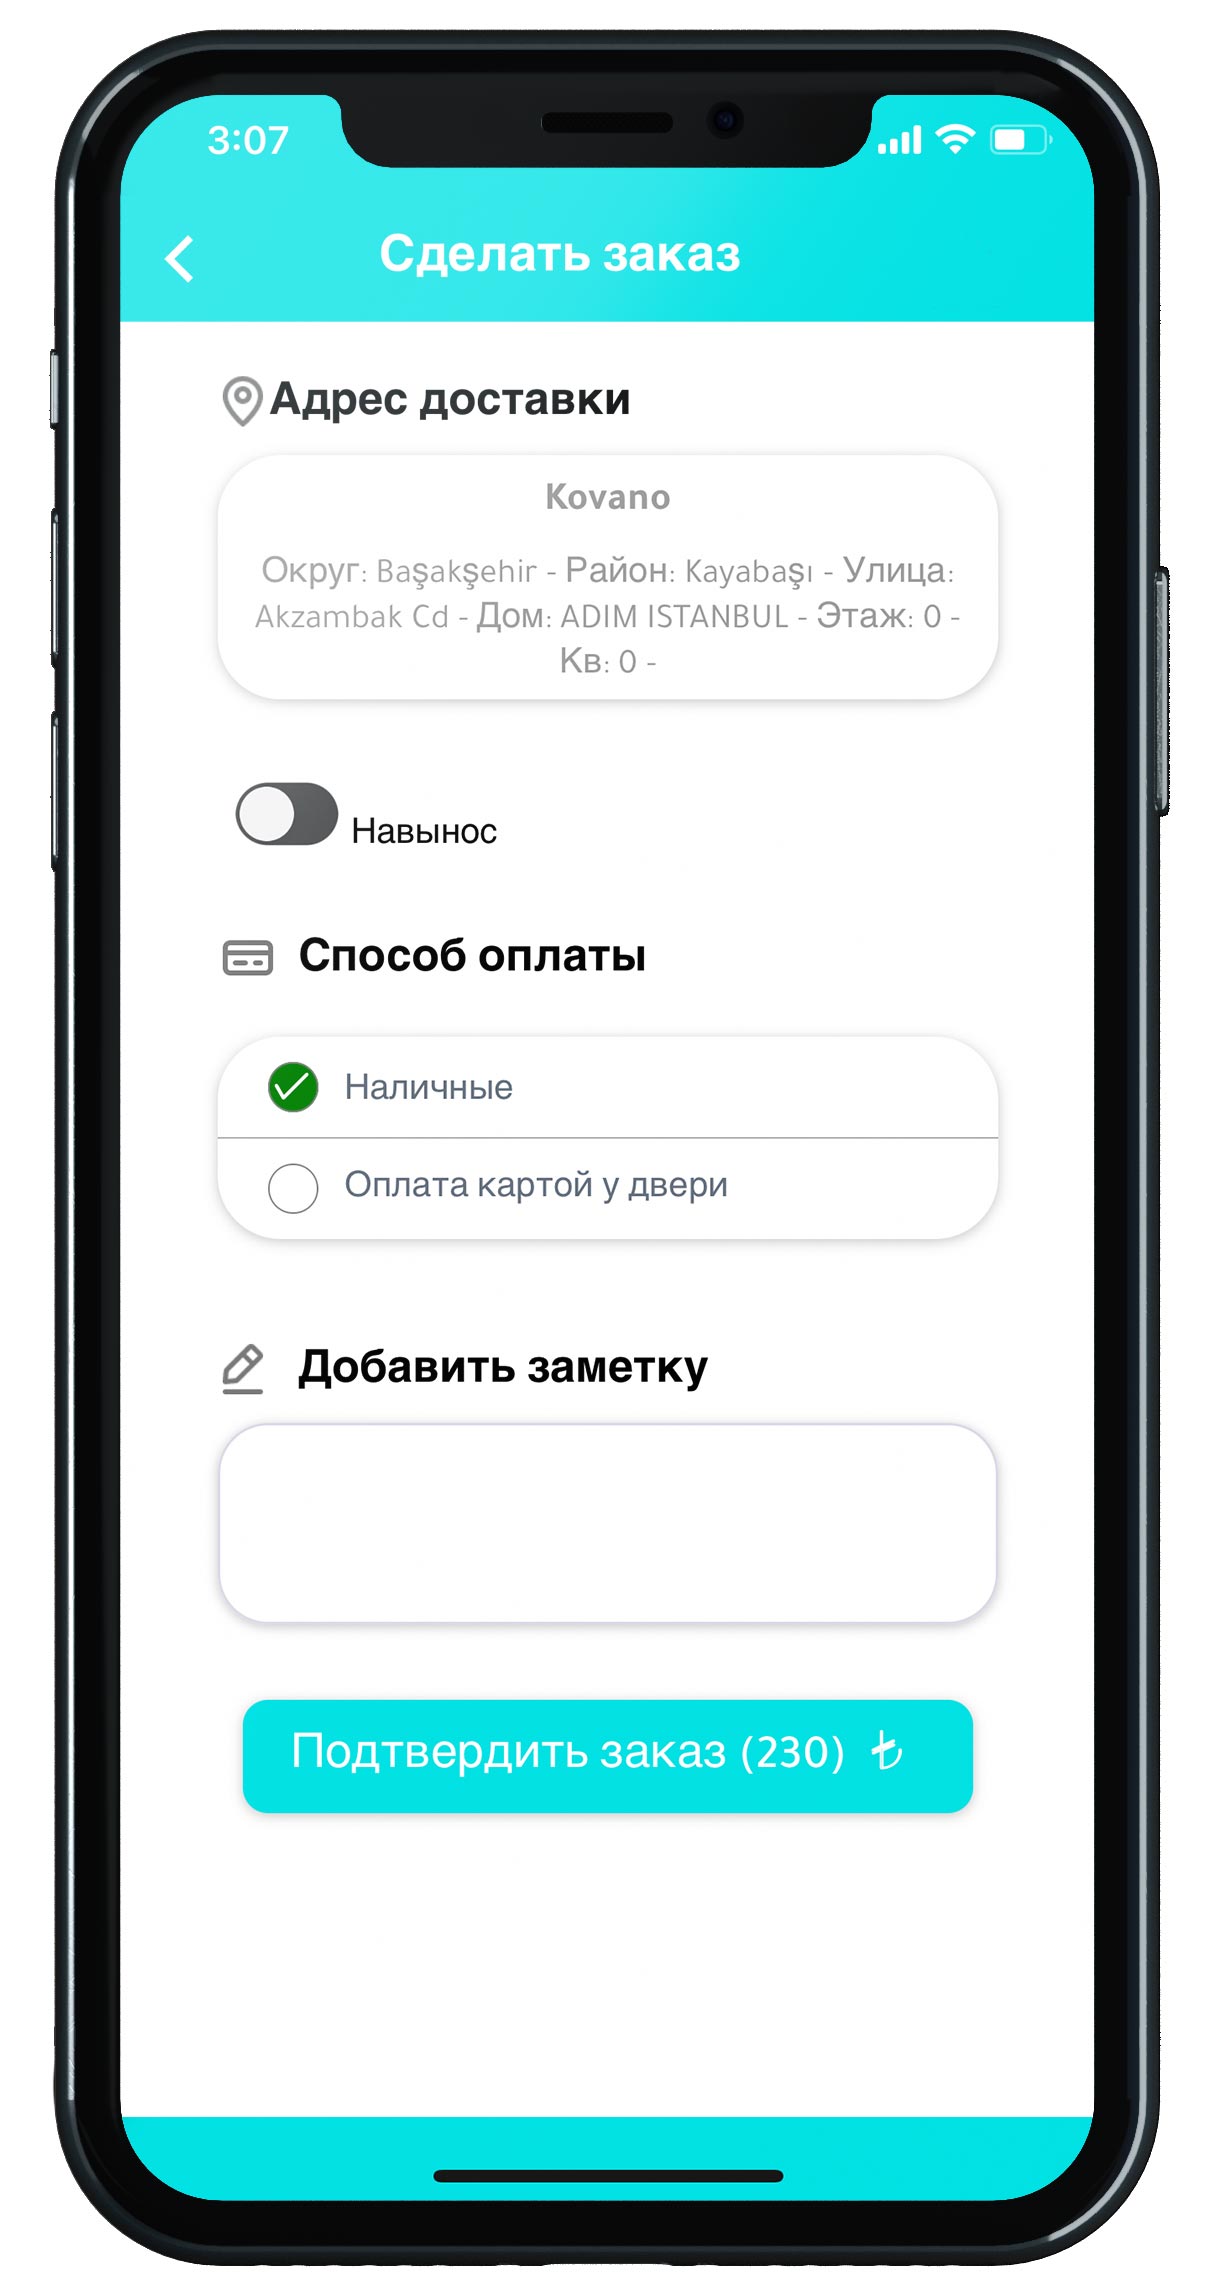 3:07
Сделать заказ
Адрес доставки
Kovano
Округ: Başakşehir - Район: Kayabaşı - Улица:
Akzambak Cd - Дом: ADIM ISTANBUL - Этаж: 0 -
Кв: 0 -
Навынос
Способ оплаты
Наличные
Оплата картой у двери
Добавить заметку
Подтвердить заказ (230) ₺